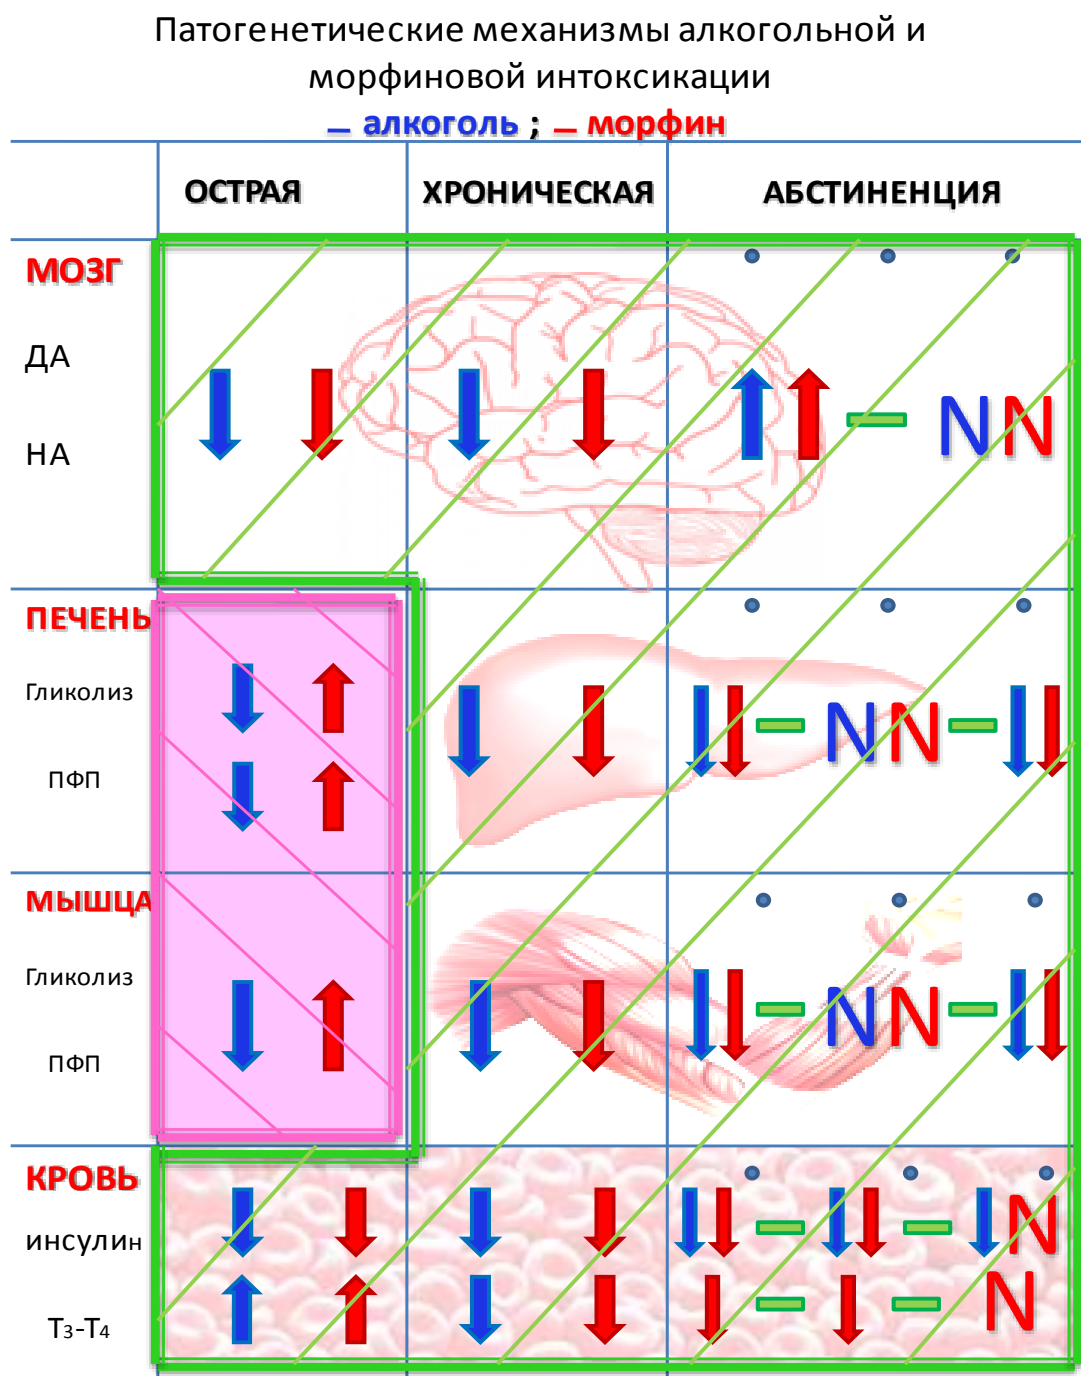 Патогенетические механизмы алкогольной и
морфиновой интоксикации
– алкоголь ; – морфин
ОСТРАЯ ХРОНИЧЕСКАЯ АБСТИНЕНЦИЯ
МОЗГ
ДА
N N
НА
ПЕЧЕНЬ
Гликолиз
N N
ПФП
МЫШЦА
Гликолиз
N N
ПФП
КРОВЬ
инсулин
N
Т3-Т4
N